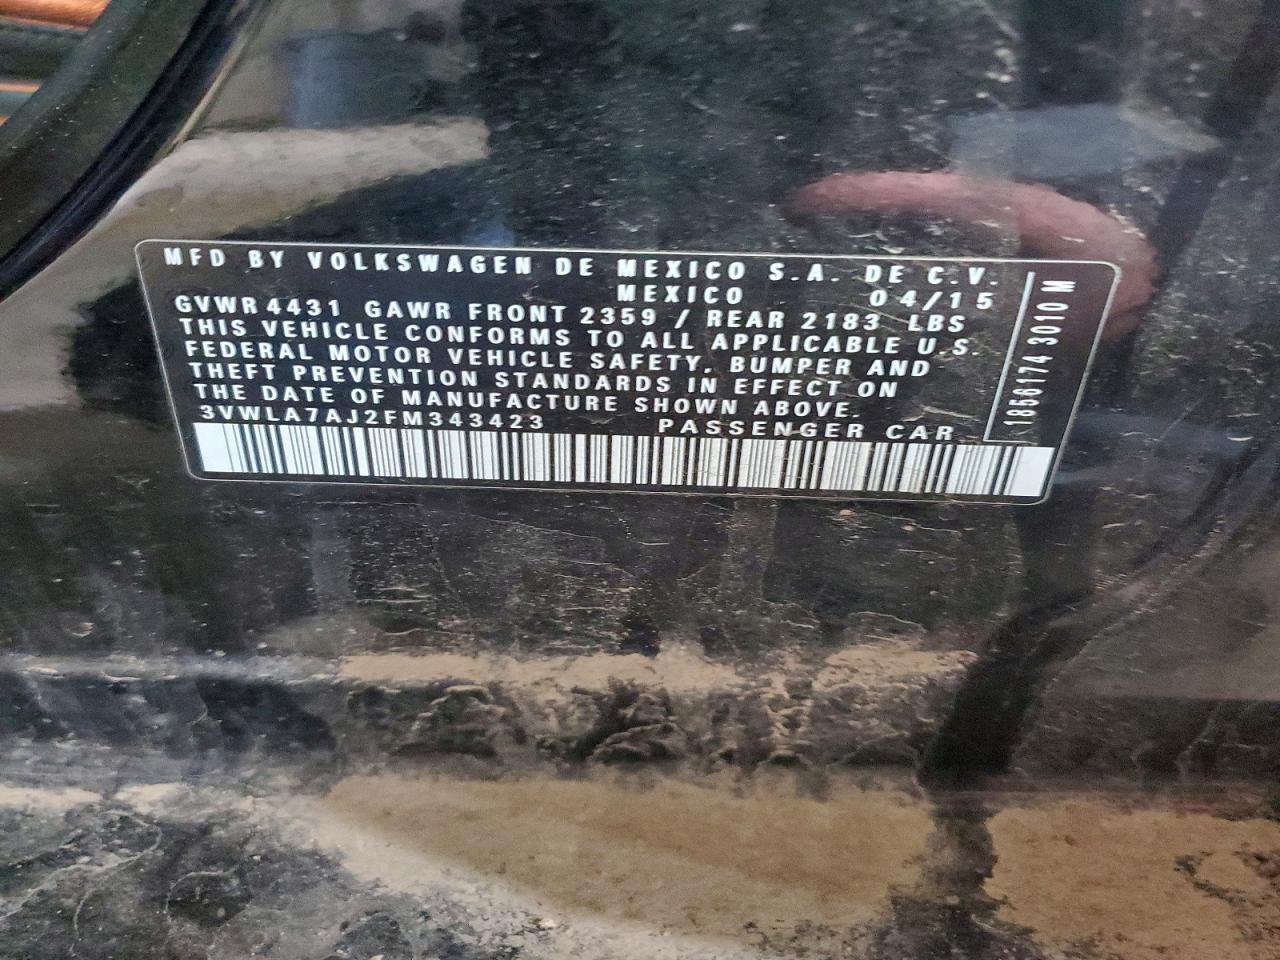 MFD BY VOLKSWAGEN DE MEXICO S.A. DE C.V.
MEXICO 04/15
GVWR 4431 GAWR FRONT 2359 / REAR 2183 LBS
THIS VEHICLE CONFORMS TO ALL APPLICABLE U.S.
FEDERAL MOTOR VEHICLE SAFETY, BUMPER AND
THEFT PREVENTION STANDARDS IN EFFECT ON
THE DATE OF MANUFACTURE SHOWN ABOVE.
3VWLA7AJ2FM343423 PASSENGER CAR
1856174 3010 M